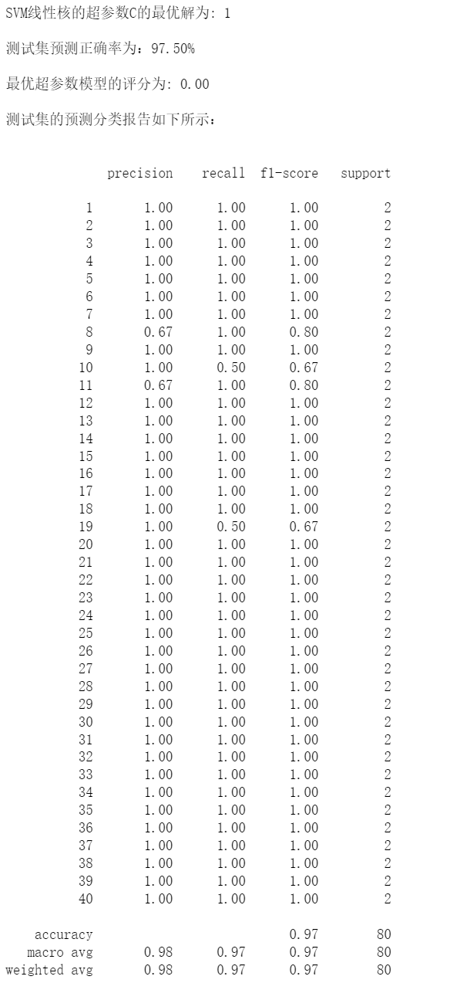 SVM线性核的超参数C的最优解为: 1
测试集预测正确率为：97.50%
最优超参数模型的评分为: 0.00
测试集的预测分类报告如下所示：
precision recall f1-score support
1 1.00 1.00 1.00 2
2 1.00 1.00 1.00 2
3 1.00 1.00 1.00 2
4 1.00 1.00 1.00 2
5 1.00 1.00 1.00 2
6 1.00 1.00 1.00 2
7 1.00 1.00 1.00 2
8 0.67 1.00 0.80 2
9 1.00 1.00 1.00 2
10 1.00 0.50 0.67 2
11 0.67 1.00 0.80 2
12 1.00 1.00 1.00 2
13 1.00 1.00 1.00 2
14 1.00 1.00 1.00 2
15 1.00 1.00 1.00 2
16 1.00 1.00 1.00 2
17 1.00 1.00 1.00 2
18 1.00 1.00 1.00 2
19 1.00 0.50 0.67 2
20 1.00 1.00 1.00 2
21 1.00 1.00 1.00 2
22 1.00 1.00 1.00 2
23 1.00 1.00 1.00 2
24 1.00 1.00 1.00 2
25 1.00 1.00 1.00 2
26 1.00 1.00 1.00 2
27 1.00 1.00 1.00 2
28 1.00 1.00 1.00 2
29 1.00 1.00 1.00 2
30 1.00 1.00 1.00 2
31 1.00 1.00 1.00 2
32 1.00 1.00 1.00 2
33 1.00 1.00 1.00 2
34 1.00 1.00 1.00 2
35 1.00 1.00 1.00 2
36 1.00 1.00 1.00 2
37 1.00 1.00 1.00 2
38 1.00 1.00 1.00 2
39 1.00 1.00 1.00 2
40 1.00 1.00 1.00 2
accuracy 0.97 80
macro avg 0.98 0.97 0.97 80
weighted avg 0.98 0.97 0.97 80